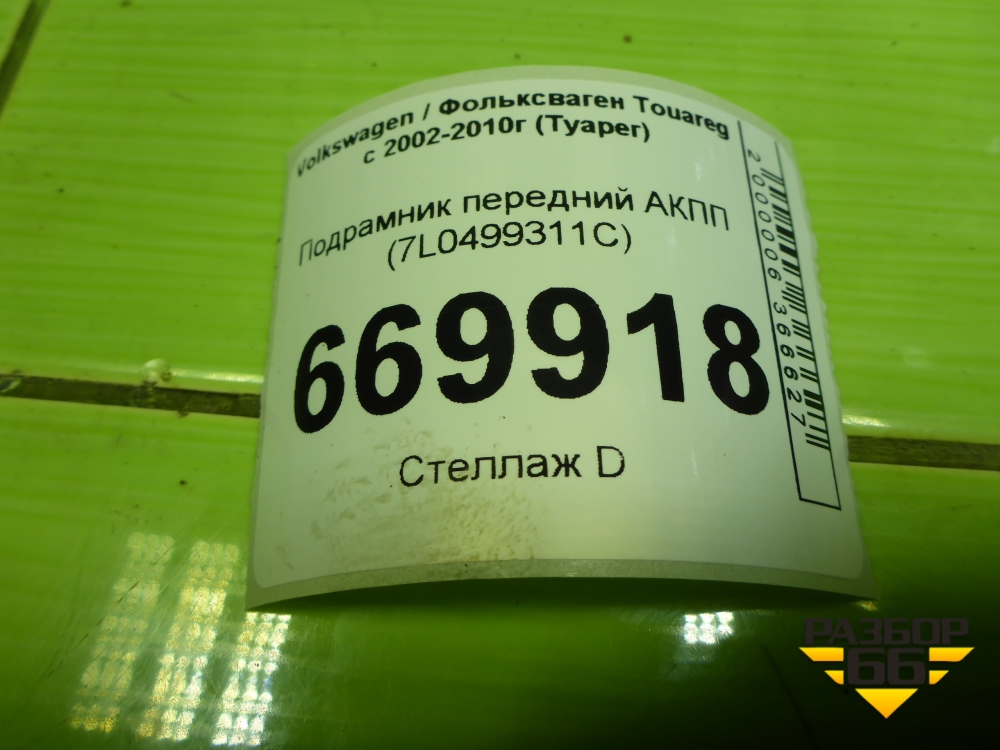 Volkswagen / Фольксваген Touareg
с 2002-2010г (Туарег)
Подрамник передний АКПП
(7L0499311C)
669918
Стеллаж D
2000006366627
РАЗБОР
66